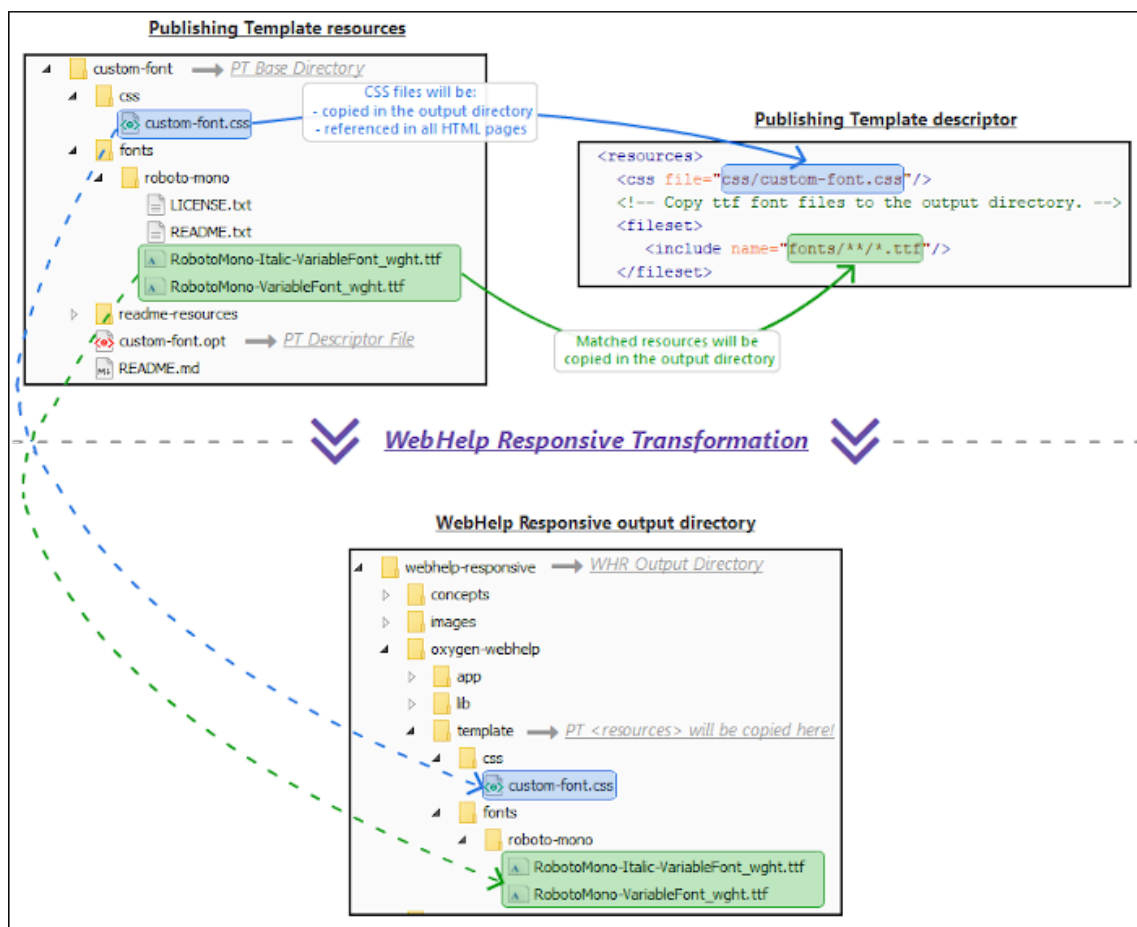 Publishing Template resources
custom-font
PT Base Directory
css
custom-font.css
fonts
roboto-mono
LICENSE.txt
README.txt
RobotoMono-Italic-VariableFont_wght.ttf
RobotoMono-VariableFont_wght.ttf
readme-resources
custom-font.opt
PT Descriptor File
README.md
CSS files will be:
- copied in the output directory
- referenced in all HTML pages
Publishing Template descriptor
<resources>
<css file="css/custom-font.css"/>
<!-- Copy ttf font files to the output directory. -->
<fileset>
<include name="fonts/**/*.ttf"/>
</fileset>
Matched resources will be
copied in the output directory
WebHelp Responsive Transformation
WebHelp Responsive output directory
webhelp-responsive
WHR Output Directory
concepts
images
oxygen-webhelp
app
lib
template
PT <resources> will be copied here!
css
custom-font.css
fonts
roboto-mono
RobotoMono-Italic-VariableFont_wght.ttf
RobotoMono-VariableFont_wght.ttf